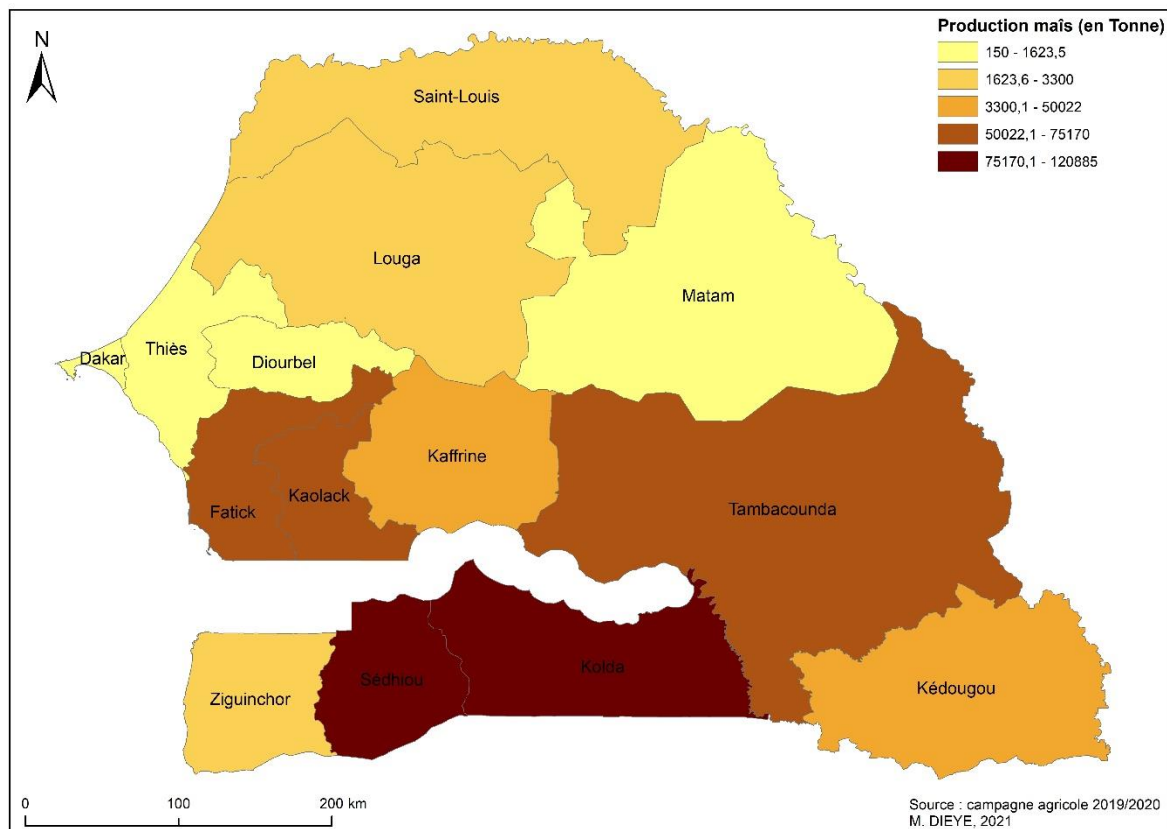 Production maîs (en Tonne)
150 - 1623,5
1623,6 - 3300
3300,1 - 50022
50022,1 - 75170
75170,1 - 120885
N
Saint-Louis
Louga
Matam
Dakar
Thiès
Diourbel
Kaffrine
Kaolack
Fatick
Tambacounda
Kolda
Sédhiou
Ziguinchor
Kédougou
0 100 200 km
Source : campagne agricole 2019/2020
M. DIEYE, 2021